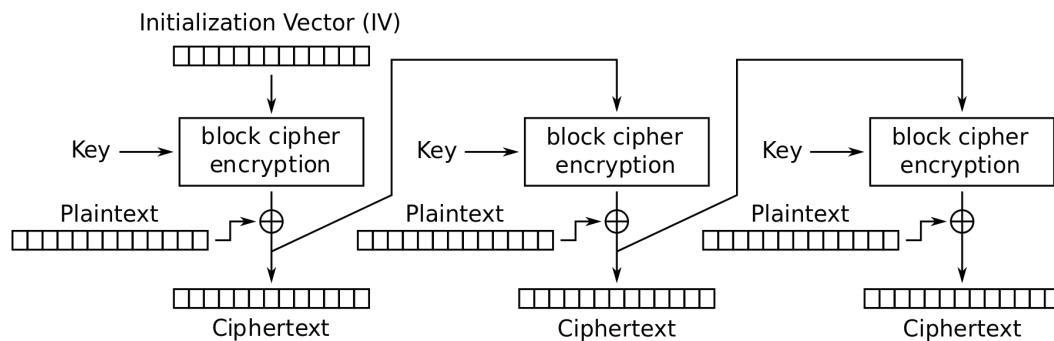 Initialization Vector (IV)
Key
block cipher
encryption
Plaintext
Ciphertext
Key
block cipher
encryption
Plaintext
Ciphertext
Key
block cipher
encryption
Plaintext
Ciphertext